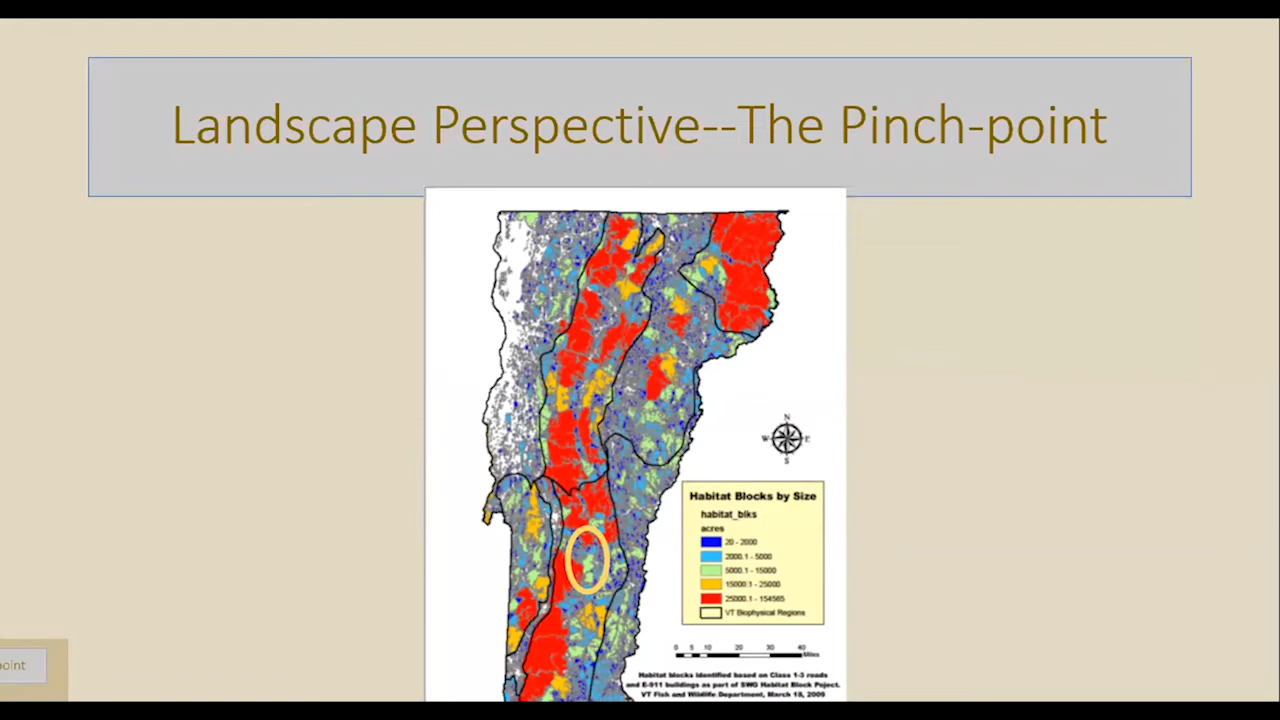 Landscape Perspective--The Pinch-point
N
W E
S
Habitat Blocks by Size
habitat_blks
acres
20 - 2000
2000.1 - 5000
5000.1 - 15000
15000.1 - 25000
25000.1 - 154565
VT Biophysical Regions
0 5 10 20 30 40
Miles
Habitat blocks identified based on Class 1-3 roads
and E-911 buildings as part of SWG Habitat Block Poject.
VT Fish and Wildlife Department, March 18, 2009
point